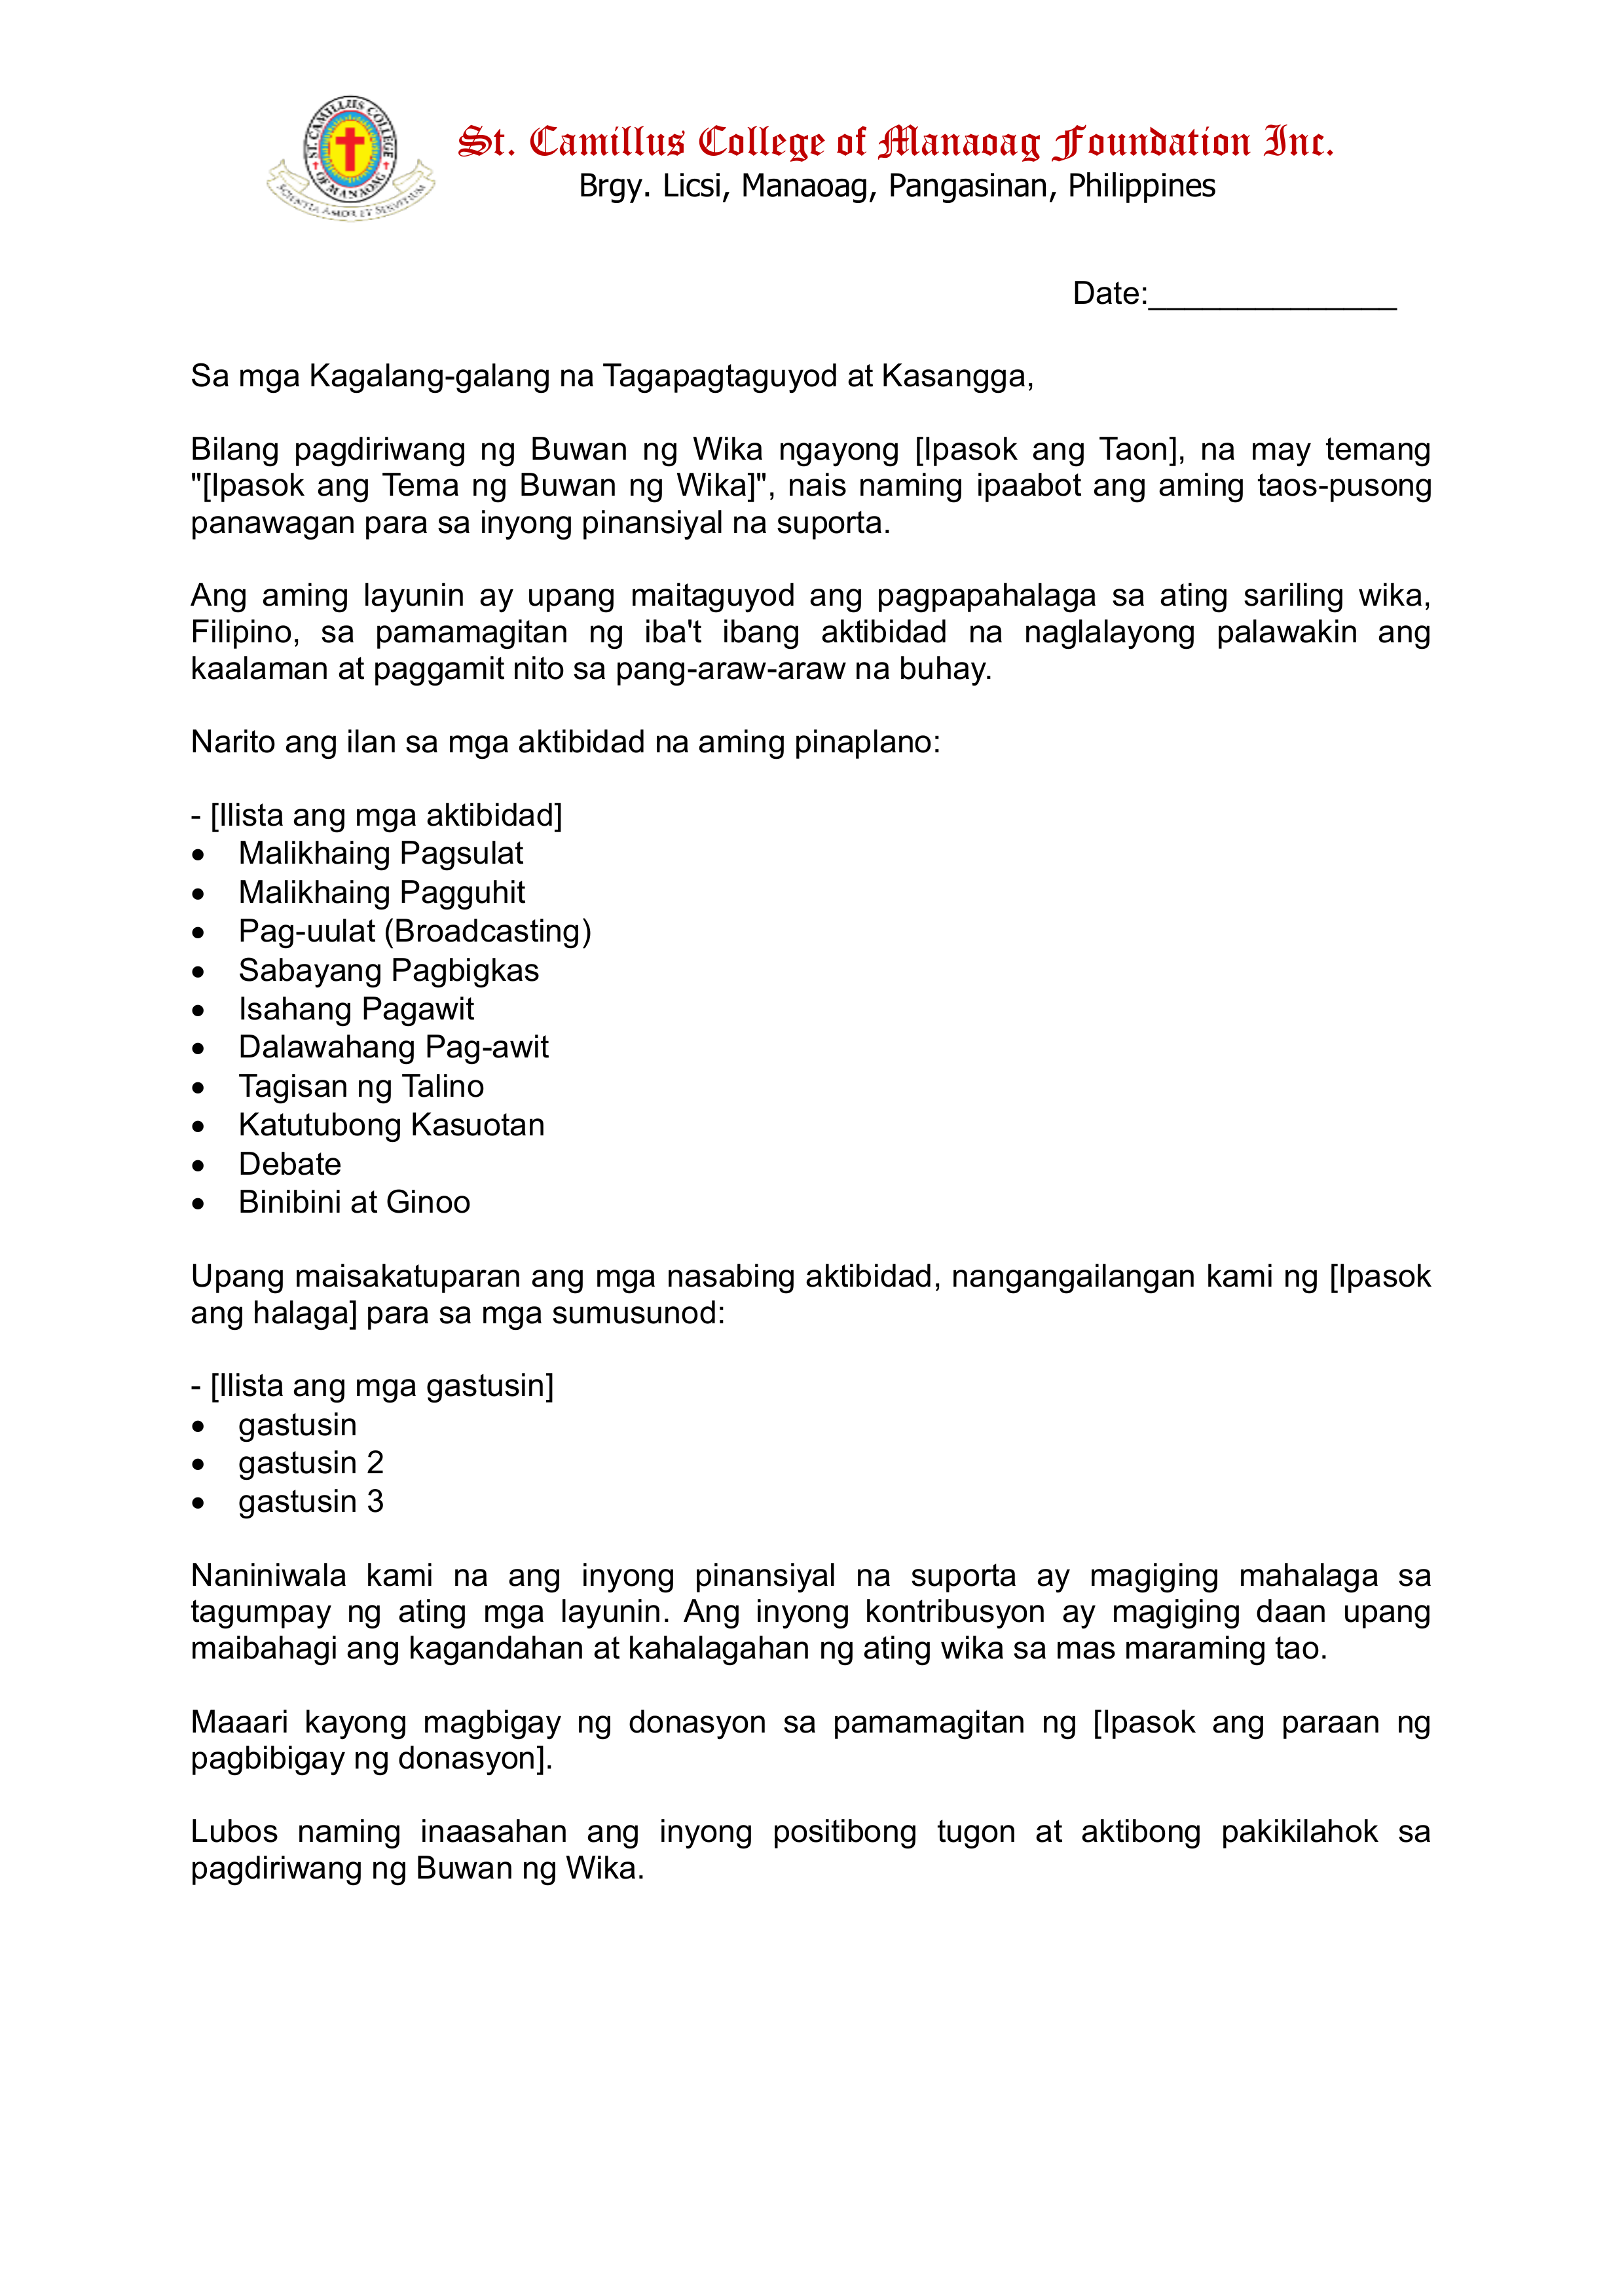 ST. CAMILLUS COLLEGE
OF MANAOAG
SCIENTIA AMOR ET SERVITIUM
St. Camillus College of Manaoag Foundation Inc.
Brgy. Licsi, Manaoag, Pangasinan, Philippines
Date:______________
Sa mga Kagalang-galang na Tagapagtaguyod at Kasangga,
Bilang pagdiriwang ng Buwan ng Wika ngayong [Ipasok ang Taon], na may temang
"[Ipasok ang Tema ng Buwan ng Wika]", nais naming ipaabot ang aming taos-pusong
panawagan para sa inyong pinansiyal na suporta.
Ang aming layunin ay upang maitaguyod ang pagpapahalaga sa ating sariling wika,
Filipino, sa pamamagitan ng iba't ibang aktibidad na naglalayong palawakin ang
kaalaman at paggamit nito sa pang-araw-araw na buhay.
Narito ang ilan sa mga aktibidad na aming pinaplano:
- [Ilista ang mga aktibidad]
• Malikhaing Pagsulat
• Malikhaing Pagguhit
• Pag-uulat (Broadcasting)
• Sabayang Pagbigkas
• Isahang Pagawit
• Dalawahang Pag-awit
• Tagisan ng Talino
• Katutubong Kasuotan
• Debate
• Binibini at Ginoo
Upang maisakatuparan ang mga nasabing aktibidad, nangangailangan kami ng [Ipasok
ang halaga] para sa mga sumusunod:
- [Ilista ang mga gastusin]
• gastusin
• gastusin 2
• gastusin 3
Naniniwala kami na ang inyong pinansiyal na suporta ay magiging mahalaga sa
tagumpay ng ating mga layunin. Ang inyong kontribusyon ay magiging daan upang
maibahagi ang kagandahan at kahalagahan ng ating wika sa mas maraming tao.
Maaari kayong magbigay ng donasyon sa pamamagitan ng [Ipasok ang paraan ng
pagbibigay ng donasyon].
Lubos naming inaasahan ang inyong positibong tugon at aktibong pakikilahok sa
pagdiriwang ng Buwan ng Wika.